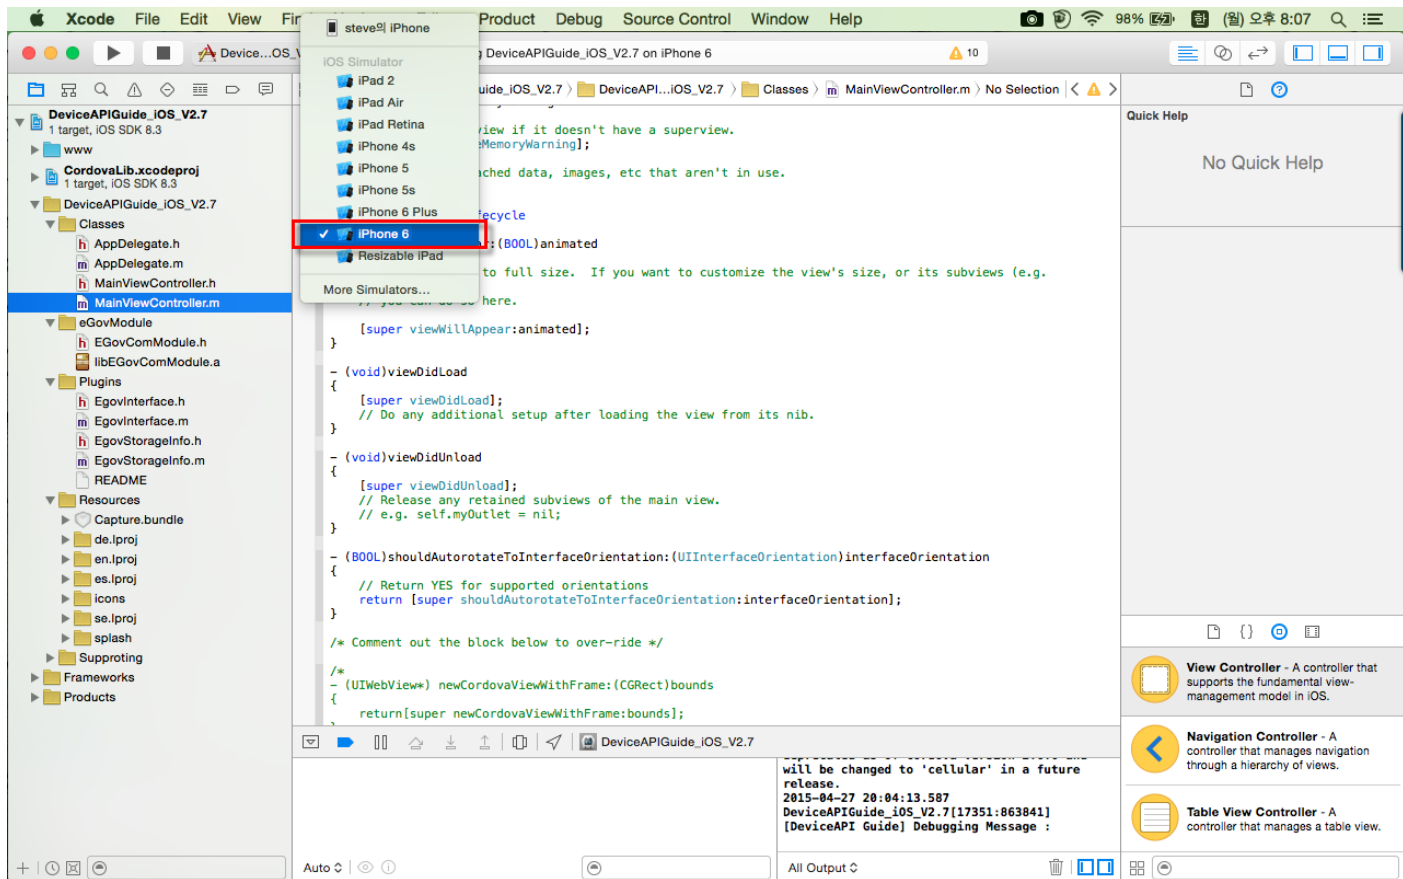 Xcode File Edit View Product Debug Source Control Window Help 98% 한 (월) 오후 8:07
Device...OS_V DeviceAPIGuide_iOS_V2.7 on iPhone 6 10
steve의 iPhone
iOS Simulator
iPad 2
iPad Air
iPad Retina
iPhone 4s
iPhone 5
iPhone 5s
iPhone 6 Plus
iPhone 6
Resizable iPad
More Simulators...
DeviceAPIGuide_iOS_V2.7
1 target, iOS SDK 8.3
www
CordovaLib.xcodeproj
1 target, iOS SDK 8.3
DeviceAPIGuide_iOS_V2.7
Classes
AppDelegate.h
AppDelegate.m
MainViewController.h
MainViewController.m
eGovModule
EGovComModule.h
libEGovComModule.a
Plugins
EgovInterface.h
EgovInterface.m
EgovStorageInfo.h
EgovStorageInfo.m
README
Resources
Capture.bundle
de.lproj
en.lproj
es.lproj
icons
se.lproj
splash
Supproting
Frameworks
Products
uide_iOS_V2.7 DeviceAPI...iOS_V2.7 Classes MainViewController.m No Selection
view if it doesn't have a superview.
eMemoryWarning];
ached data, images, etc that aren't in use.
fecycle
r:(BOOL)animated
to full size.  If you want to customize the view's size, or its subviews (e.g.
// you can do so here.
[super viewWillAppear:animated];
}
- (void)viewDidLoad
{
[super viewDidLoad];
// Do any additional setup after loading the view from its nib.
}
- (void)viewDidUnload
{
[super viewDidUnload];
// Release any retained subviews of the main view.
// e.g. self.myOutlet = nil;
}
- (BOOL)shouldAutorotateToInterfaceOrientation:(UIInterfaceOrientation)interfaceOrientation
{
// Return YES for supported orientations
return [super shouldAutorotateToInterfaceOrientation:interfaceOrientation];
}
/* Comment out the block below to over-ride */
/*
- (UIWebView*) newCordovaViewWithFrame:(CGRect)bounds
{
return[super newCordovaViewWithFrame:bounds];
DeviceAPIGuide_iOS_V2.7
will be changed to 'cellular' in a future
release.
2015-04-27 20:04:13.587
DeviceAPIGuide_iOS_V2.7[17351:863841]
[DeviceAPI Guide] Debugging Message :
Auto
All Output
Quick Help
No Quick Help
View Controller - A controller that
supports the fundamental view-
management model in iOS.
Navigation Controller - A
controller that manages navigation
through a hierarchy of views.
Table View Controller - A
controller that manages a table view.